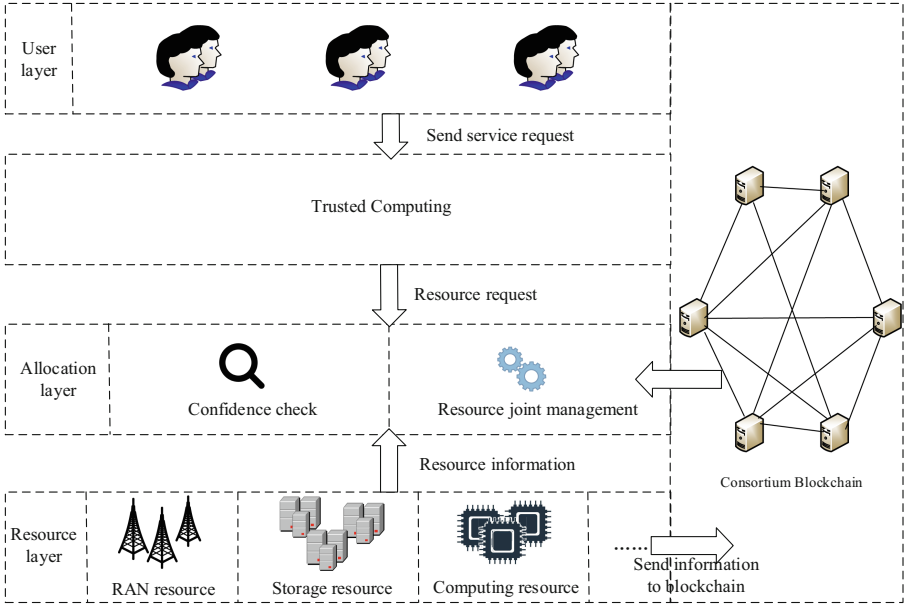 User
layer
Send service request
Trusted Computing
Resource request
Allocation
layer
Confidence check
Resource joint management
Resource information
Consortium Blockchain
Resource
layer
RAN resource
Storage resource
Computing resource
......
Send information
to blockchain